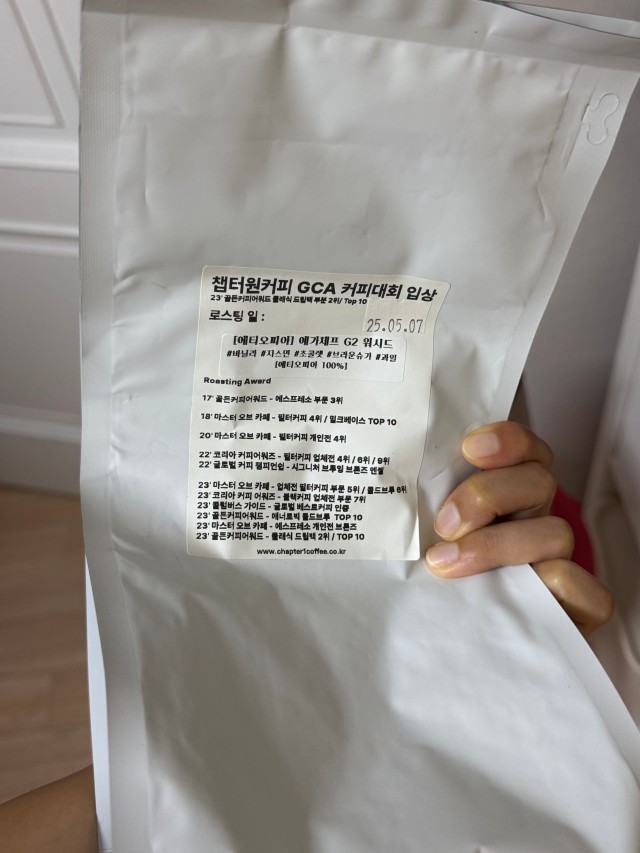 챕터원커피 GCA 커피대회 입상
23' 골든커피어워드 클래식 드립백 부문 2위/ Top 10
로스팅 일 :
25.05.07
[에티오피아] 예가체프 G2 워시드
#바닐라 #자스민 #초콜렛 #브라운슈가 #과일
[에티오피아 100%]
Roasting Award
17' 골든커피어워드 - 에스프레소 부문 3위
18' 마스터 오브 카페 - 필터커피 4위 / 밀크베이스 TOP 10
20' 마스터 오브 카페 - 필터커피 개인전 4위
22' 코리아 커피어워즈 - 필터커피 업체전 4위 / 6위 / 9위
22' 글로벌 커피 챔피언쉽 - 시그니처 브루잉 브론즈 멘젤
23' 마스터 오브 카페 - 업체전 필터커피 부문 5위 / 콜드브루 6위
23' 코리아 커피 어워즈 - 블랙커피 업체전 부문 7위
23' 콜럼버스 가이드 - 글로벌 베스트커피 인증
23' 골든커피어워드 - 에너로빅 콜드브루 TOP 10
23' 마스터 오브 카페 - 에스프레소 개인전 브론즈
23' 골든커피어워드 - 클래식 드립백 2위 / TOP 10
www.chapter1coffee.co.kr